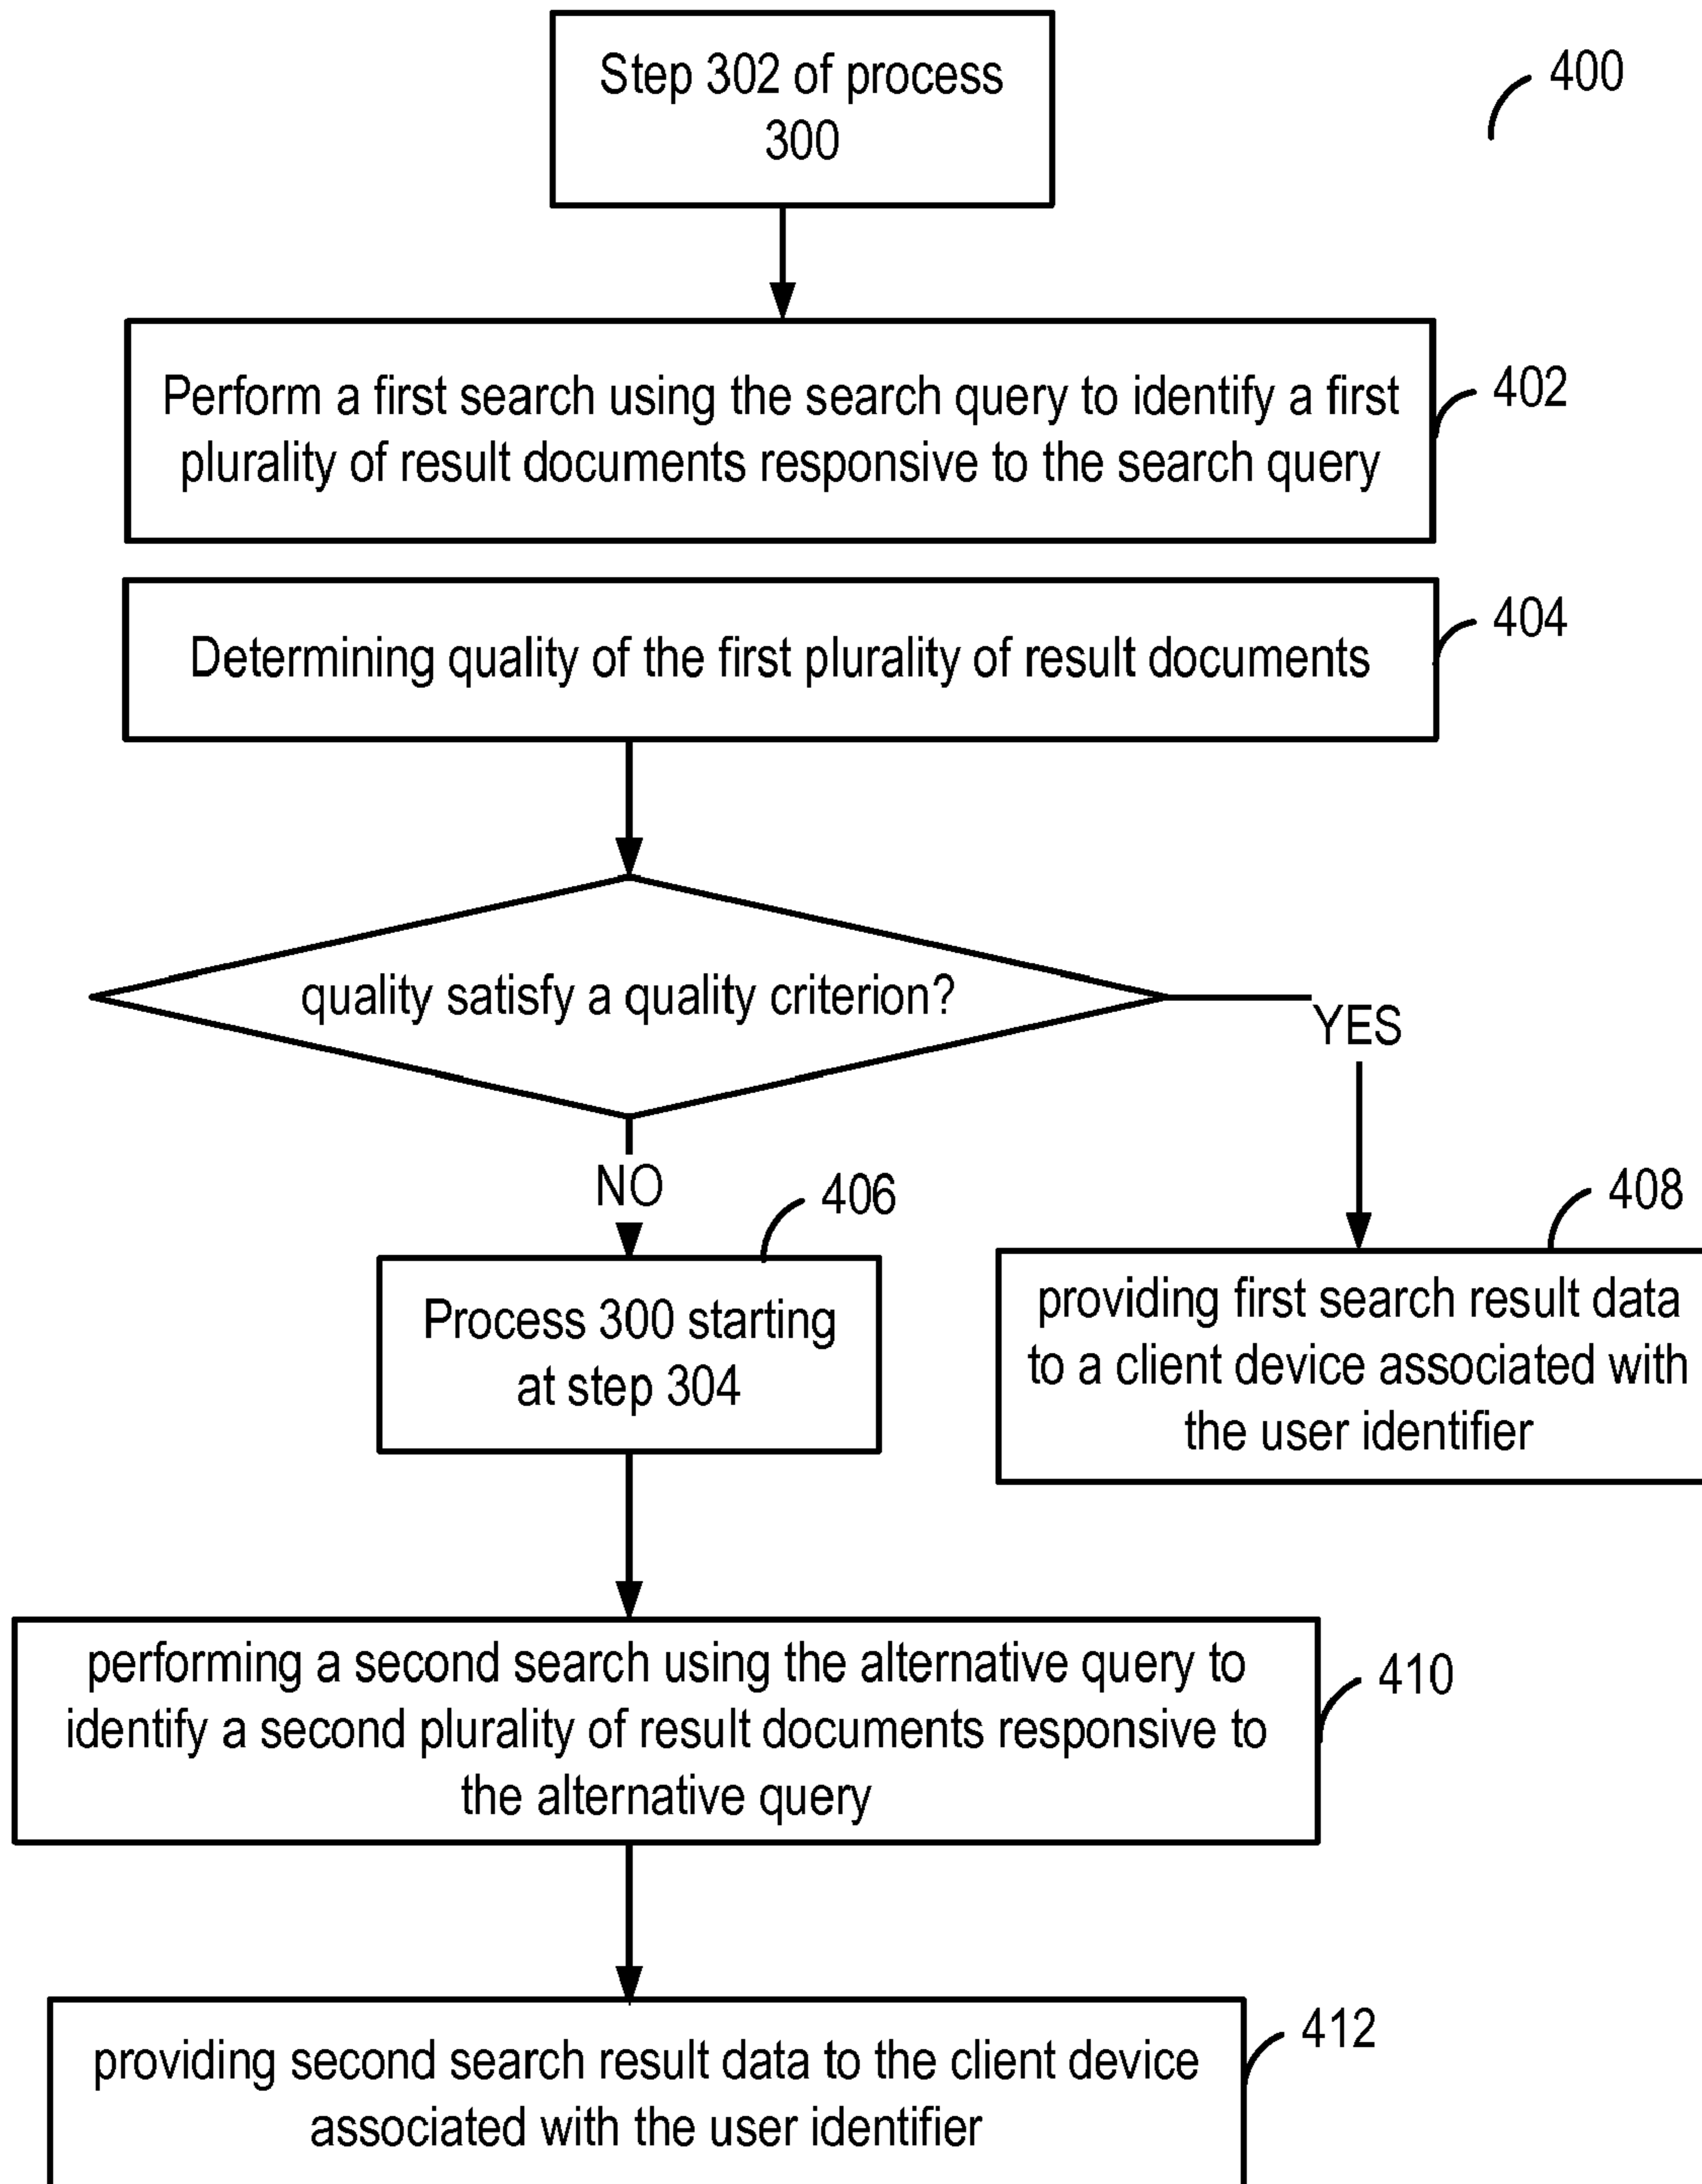 Step 302 of process
300
400
Perform a first search using the search query to identify a first
plurality of result documents responsive to the search query
402
Determining quality of the first plurality of result documents
404
quality satisfy a quality criterion?
YES
NO
406
408
Process 300 starting
at step 304
providing first search result data
to a client device associated with
the user identifier
performing a second search using the alternative query to
identify a second plurality of result documents responsive to
the alternative query
410
providing second search result data to the client device
associated with the user identifier
412